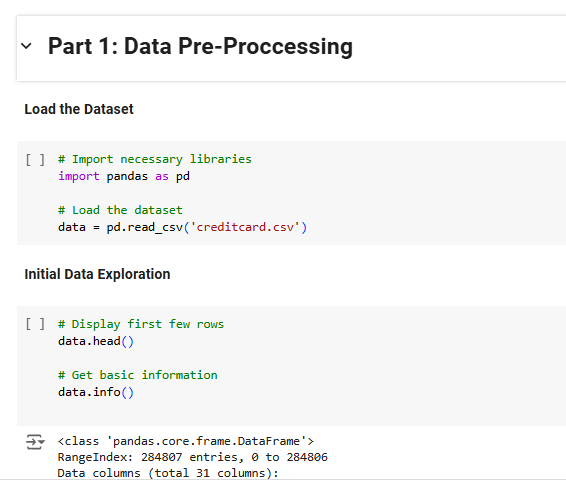 Part 1: Data Pre-Proccessing
Load the Dataset
[ ] # Import necessary libraries
import pandas as pd
# Load the dataset
data = pd.read_csv('creditcard.csv')
Initial Data Exploration
[ ] # Display first few rows
data.head()
# Get basic information
data.info()
<class 'pandas.core.frame.DataFrame'>
RangeIndex: 284807 entries, 0 to 284806
Data columns (total 31 columns):